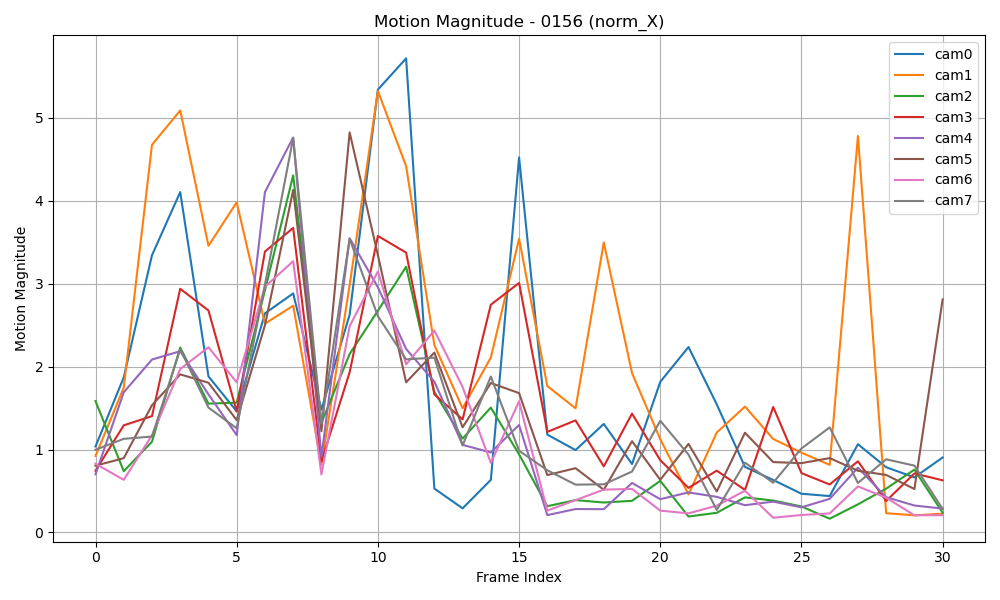 Motion Magnitude - 0156 (norm_X)
cam0
cam1
cam2
cam3
cam4
cam5
cam6
cam7
Motion Magnitude
5
4
3
2
1
0
0 5 10 15 20 25 30
Frame Index